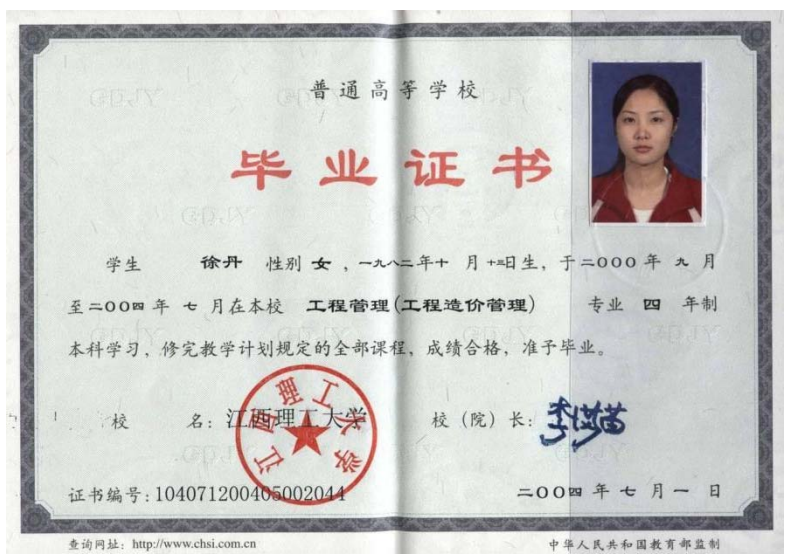 普通高等学校
毕业证书
学生 徐丹 性别 女 ,一九八二年十 月 十三日生, 于二000 年 九 月
至二00四 年 七 月在本校 工程管理(工程造价管理) 专业 四 年制
本科学习, 修完教学计划规定的全部课程, 成绩合格, 准予毕业。
校 名: 江西理工大学 校 (院) 长: 
江西理工大学
证书编号: 104071200405002044 二00四 年 七 月 一 日
查询网址: http://www.chsi.com.cn 中华人民共和国教育部监制